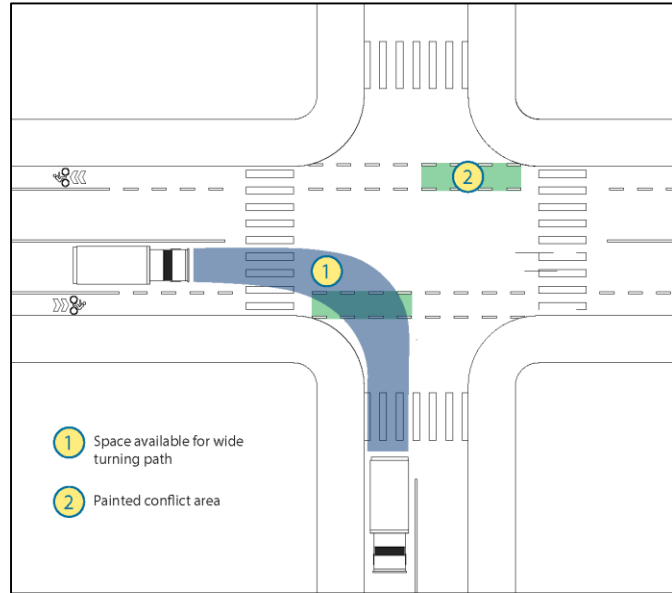 2
1
1 Space available for wide
turning path
2 Painted conflict area